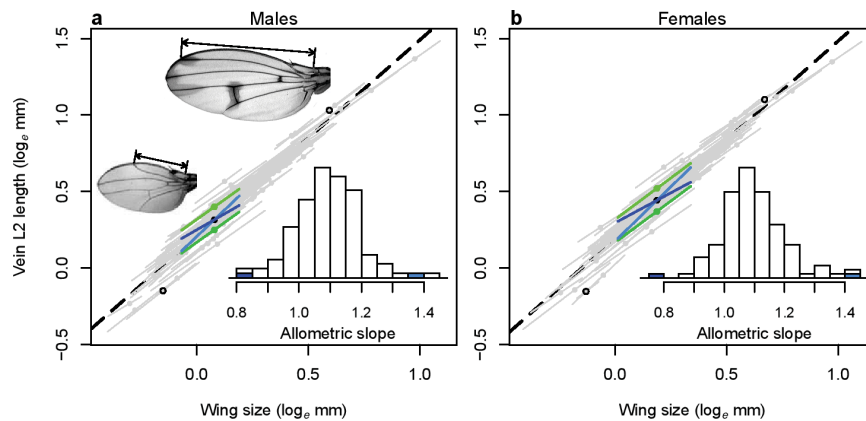 a Males
b Females
Vein L2 length (logₑ mm)
1.5
1.0
0.5
0.0
−0.5
0.8 1.0 1.2 1.4
Allometric slope
0.0 0.5 1.0
Wing size (logₑ mm)
1.5
1.0
0.5
0.0
−0.5
0.8 1.0 1.2 1.4
Allometric slope
0.0 0.5 1.0
Wing size (logₑ mm)